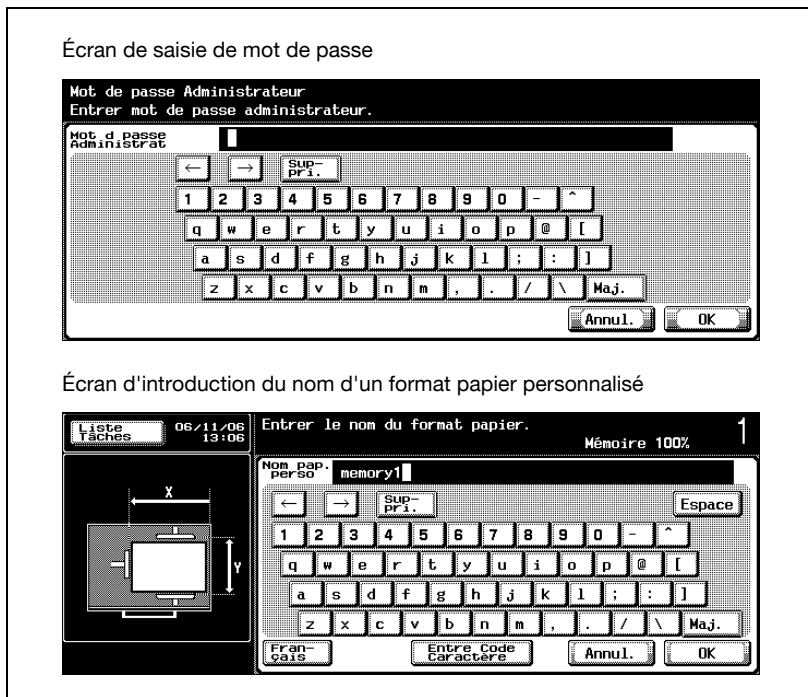 Écran de saisie de mot de passe
Mot de passe Administrateur
Entrer mot de passe administrateur.
Mot d passe
Administrat
← → Sup-
pri.
1 2 3 4 5 6 7 8 9 0 - ^
q w e r t y u i o p @ [
a s d f g h j k l ; : ]
z x c v b n m , . / \ Maj.
Annul. OK
Écran d'introduction du nom d'un format papier personnalisé
Liste
Tâches
06/11/06
13:06
Entrer le nom du format papier.
Mémoire 100%
1
X
Y
Nom pap.
perso
memory1
← → Sup-
pri.
Espace
1 2 3 4 5 6 7 8 9 0 - ^
q w e r t y u i o p @ [
a s d f g h j k l ; : ]
z x c v b n m , . / \ Maj.
Fran-
çais
Entre Code
Caractère
Annul. OK